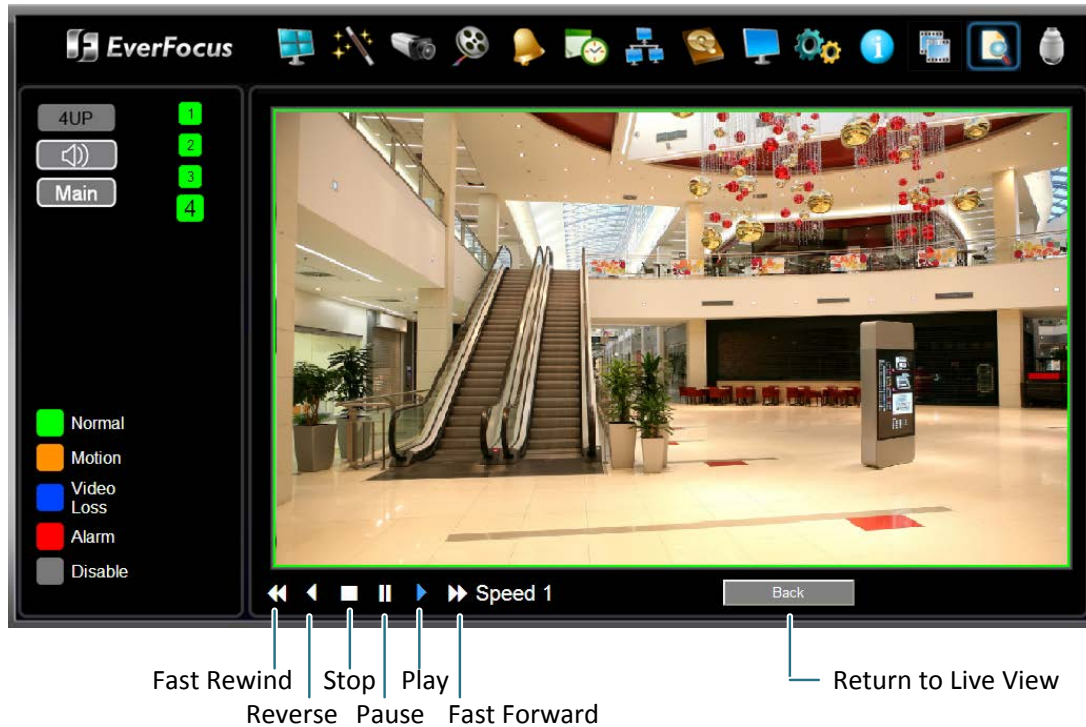 EverFocus
4UP
1
2
Main
3
4
Normal
Motion
Video
Loss
Alarm
Disable
Speed 1
Back
Fast Rewind
Stop
Play
Return to Live View
Reverse
Pause
Fast Forward